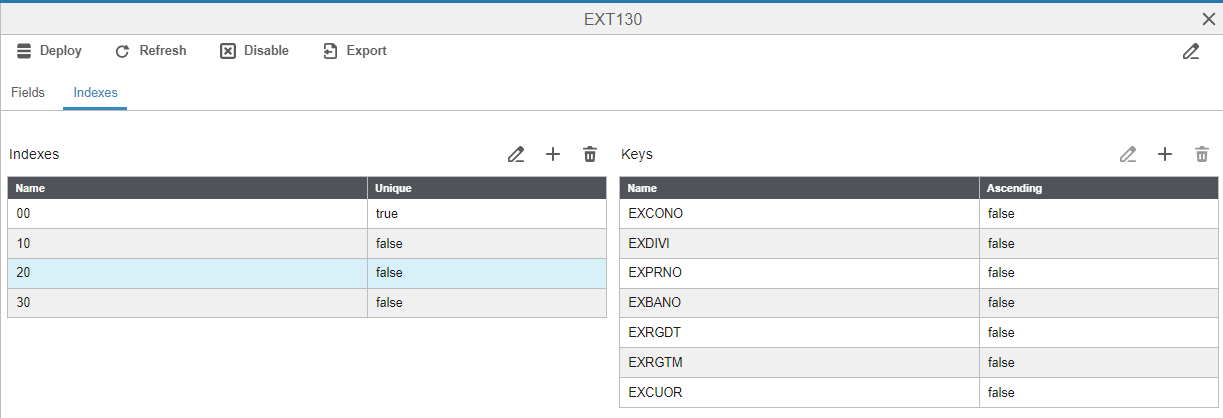 EXT130
Deploy Refresh Disable Export
Fields Indexes
Indexes
Name Unique
00 true
10 false
20 false
30 false
Keys
Name Ascending
EXCONO false
EXDIVI false
EXPRNO false
EXBANO false
EXRGDT false
EXRGTM false
EXCUOR false